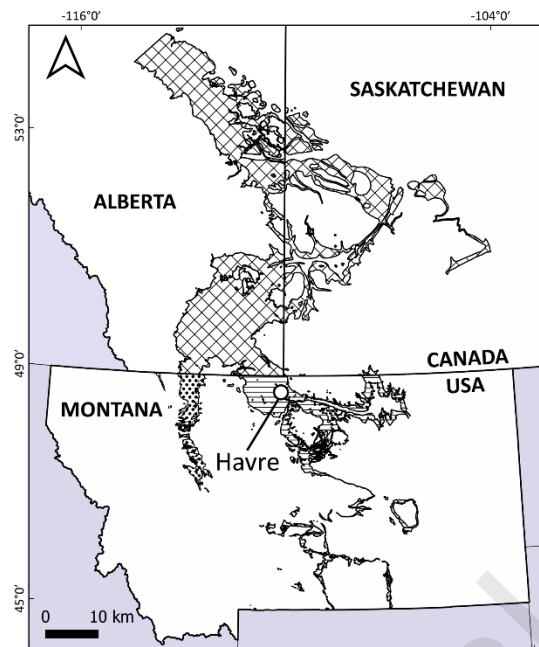 -116°0'
-104°0'
SASKATCHEWAN
53°0'
ALBERTA
49°0'
CANADA
USA
MONTANA
Havre
45°0'
0 10 km